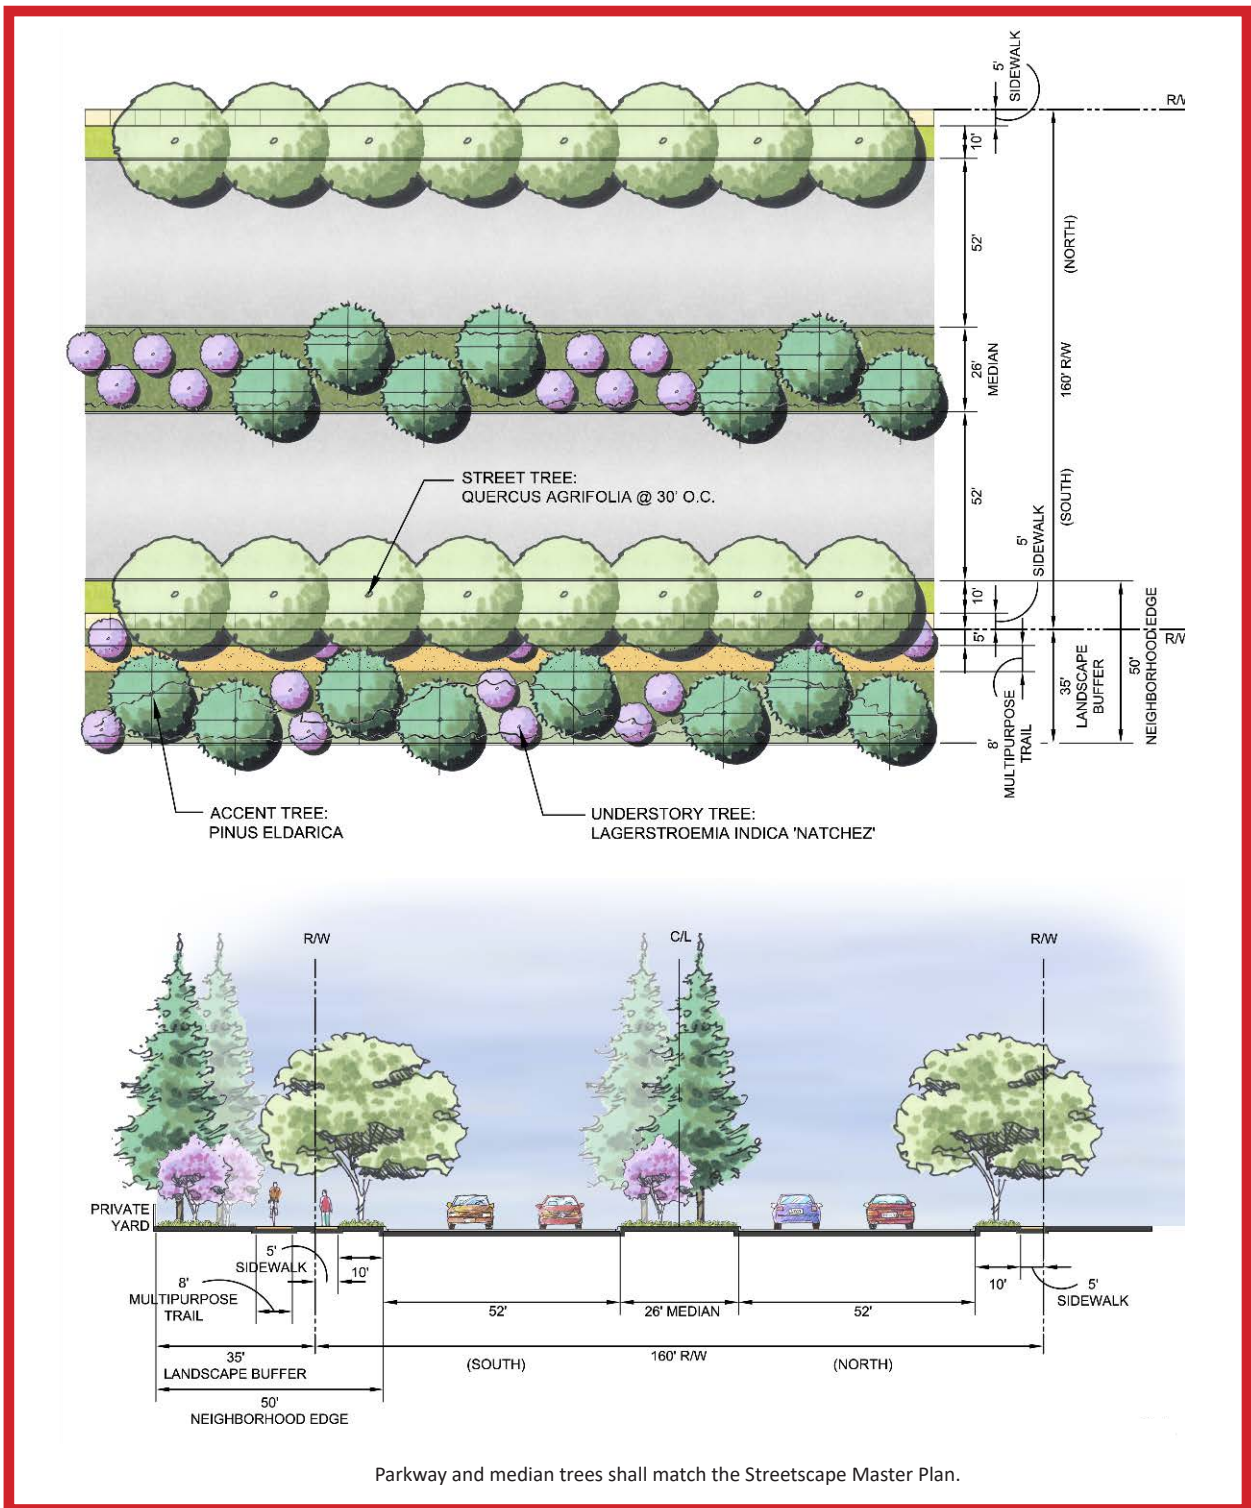 5'
SIDEWALK
R/W
10'
52'
(NORTH)
26'
MEDIAN
160' R/W
STREET TREE:
QUERCUS AGRIFOLIA @ 30' O.C.
52'
(SOUTH)
5'
SIDEWALK
10'
5'
R/W
8'
MULTIPURPOSE
TRAIL
35'
LANDSCAPE
BUFFER
50'
NEIGHBORHOOD EDGE
ACCENT TREE:
PINUS ELDARICA
UNDERSTORY TREE:
LAGERSTROEMIA INDICA 'NATCHEZ'
R/W
C/L
R/W
PRIVATE
YARD
5'
SIDEWALK
10'
8'
MULTIPURPOSE
TRAIL
52'
26' MEDIAN
52'
10'
5'
SIDEWALK
35'
LANDSCAPE BUFFER
(SOUTH)
160' R/W
(NORTH)
50'
NEIGHBORHOOD EDGE
Parkway and median trees shall match the Streetscape Master Plan.